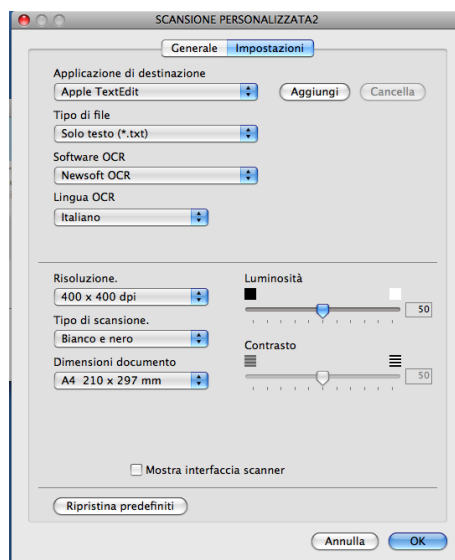 SCANSIONE PERSONALIZZATA2
Generale Impostazioni
Applicazione di destinazione
Apple TextEdit Aggiungi Cancella
Tipo di file
Solo testo (*.txt)
Software OCR
Newsoft OCR
Lingua OCR
Italiano
Risoluzione. Luminosità
400 x 400 dpi 50
Tipo di scansione.
Bianco e nero Contrasto
Dimensioni documento
A4 210 x 297 mm 50
Mostra interfaccia scanner
Ripristina predefiniti
Annulla OK